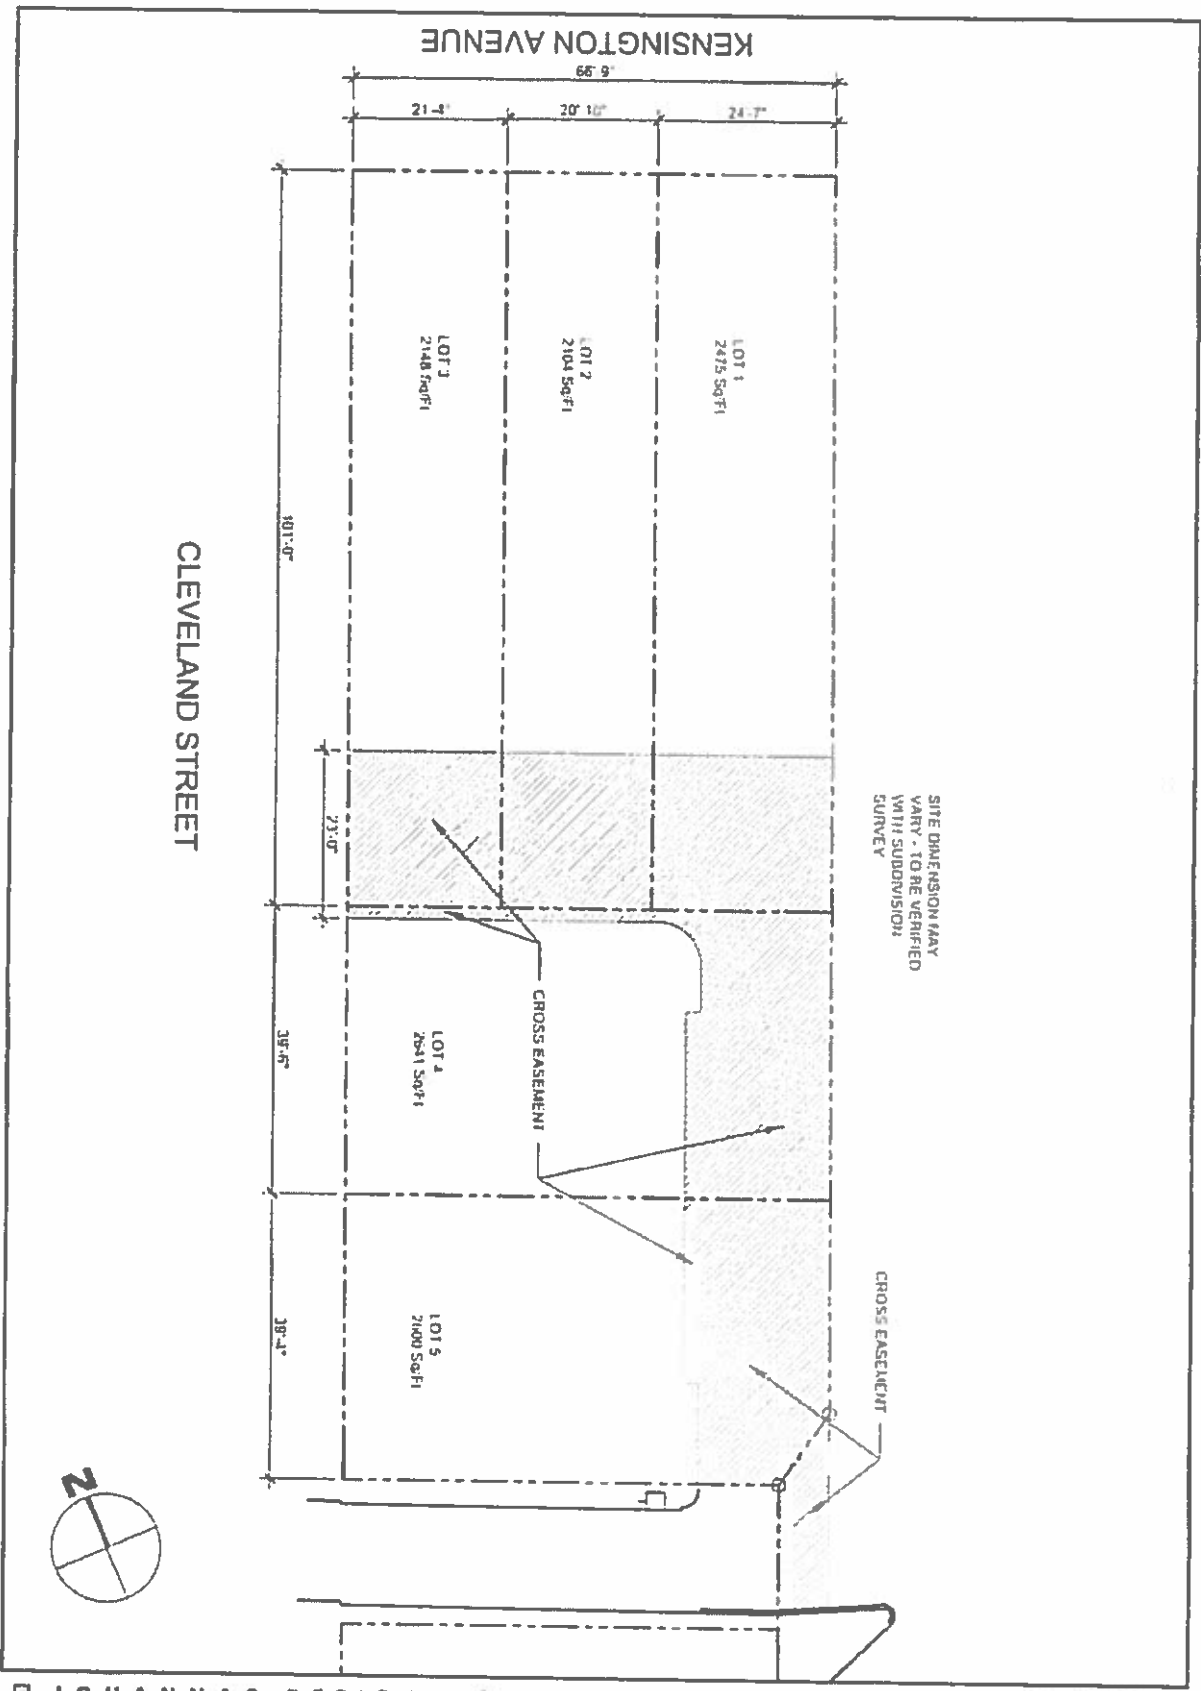 KENSINGTON AVENUE
66'-9"
21'-4"
20'-10"
24'-7"
LOT 3
2148 Sq/Ft
LOT 2
2104 Sq/Ft
LOT 1
2475 Sq/Ft
101'-0"
CLEVELAND STREET
23'-0"
SITE DIMENSION MAY
VARY - TO BE VERIFIED
WITH SUBDIVISION
SURVEY
CROSS EASEMENT
LOT 4
2641 Sq/Ft
39'-6"
CROSS EASEMENT
LOT 5
2600 Sq/Ft
39'-4"
N